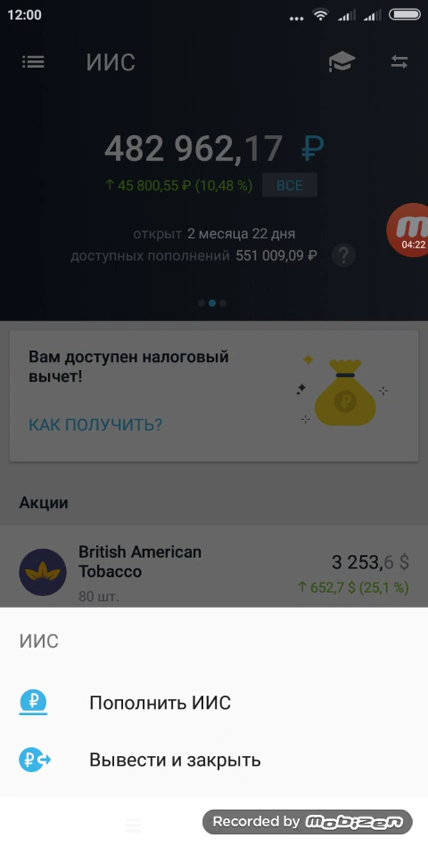 12:00
ИИС
482 962,17 ₽
↑ 45 800,55 ₽ (10,48 %) ВСЕ
04:22
открыт 2 месяца 22 дня
доступных пополнений 551 009,09 ₽ ?
Вам доступен налоговый
вычет!
КАК ПОЛУЧИТЬ?
Акции
British American
Tobacco
3 253,6 $
80 шт.
↑ 652,7 $ (25,1 %)
ИИС
Пополнить ИИС
Вывести и закрыть
Recorded by mobizen